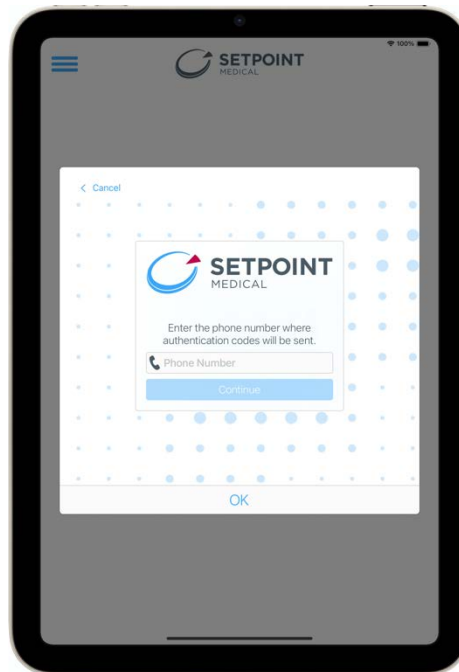 100%
SETPOINT
MEDICAL
Cancel
SETPOINT
MEDICAL
Enter the phone number where
authentication codes will be sent.
Phone Number
Continue
OK